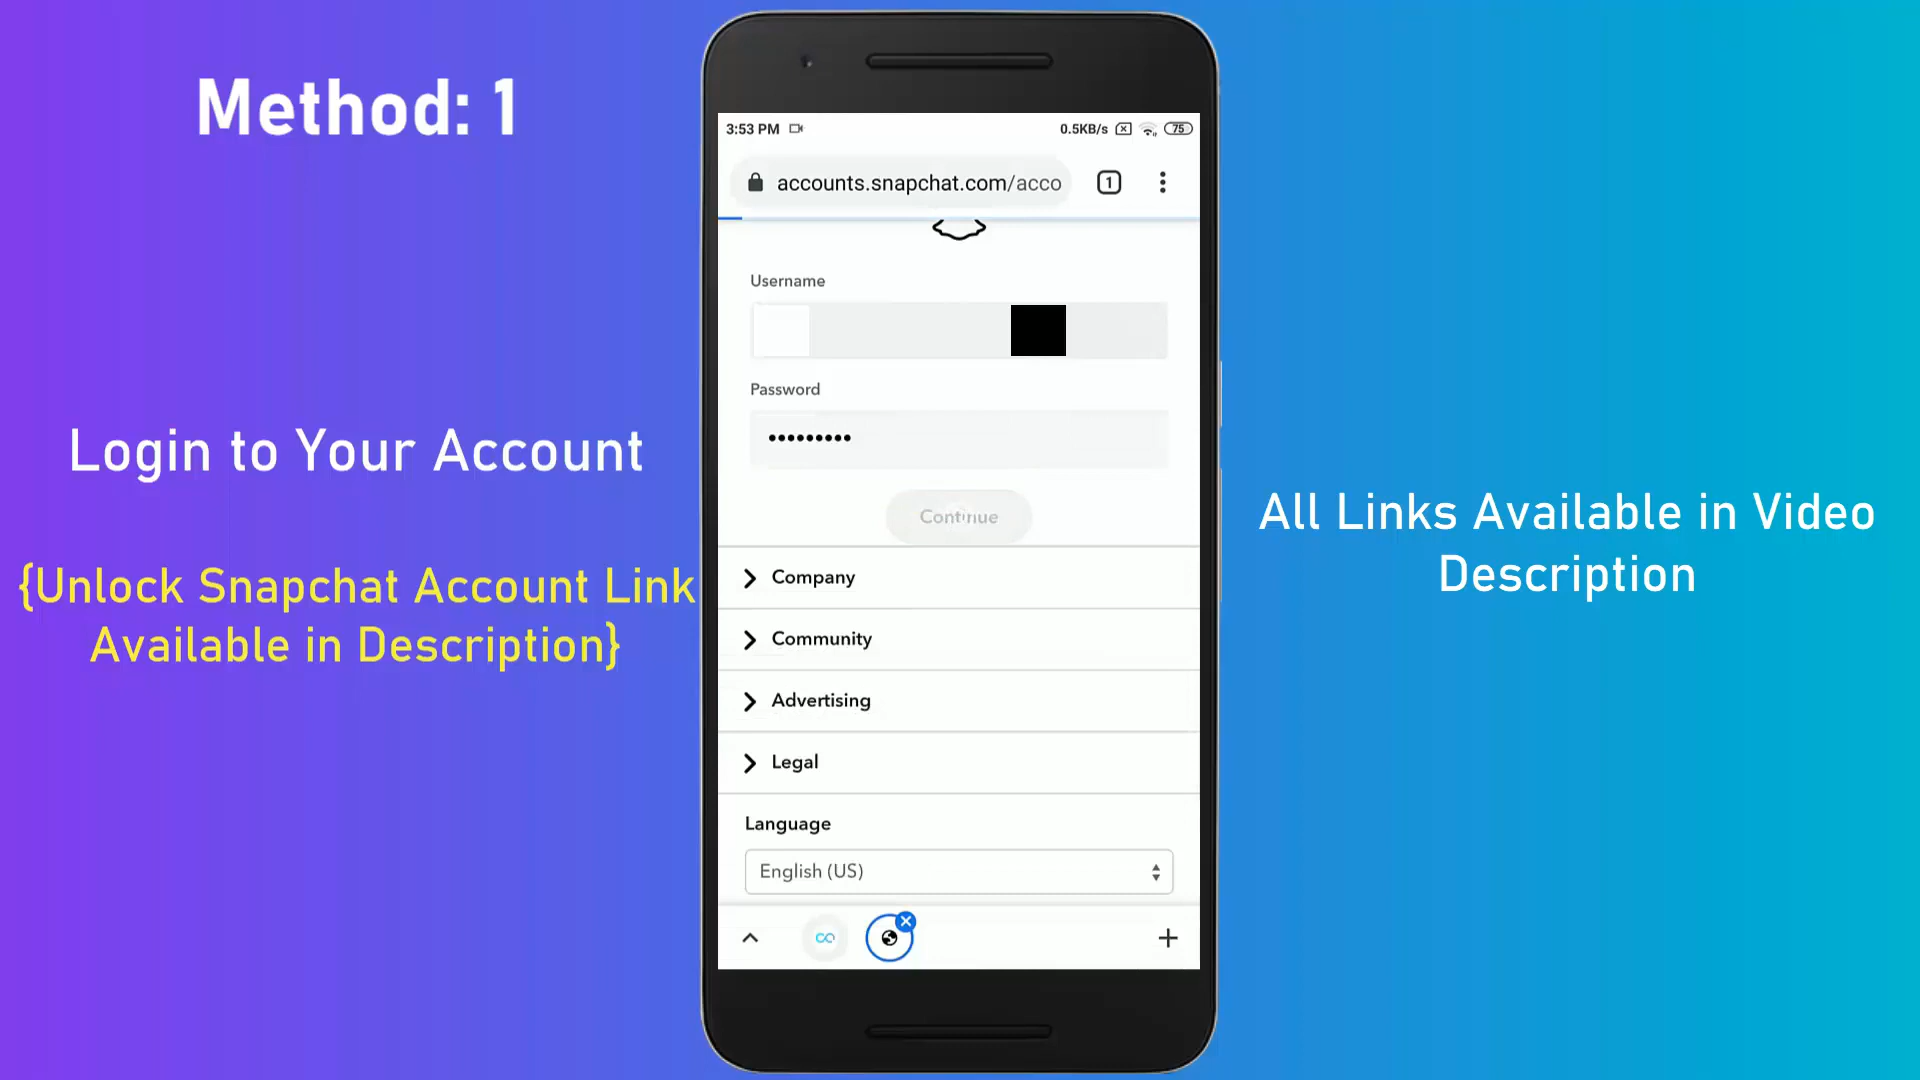 Method: 1
Login to Your Account
{Unlock Snapchat Account Link
Available in Description}
3:53 PM
0.5KB/s
75
accounts.snapchat.com/acco
1
Username
Password
•••••••••
Continue
Company
Community
Advertising
Legal
Language
English (US)
All Links Available in Video
Description